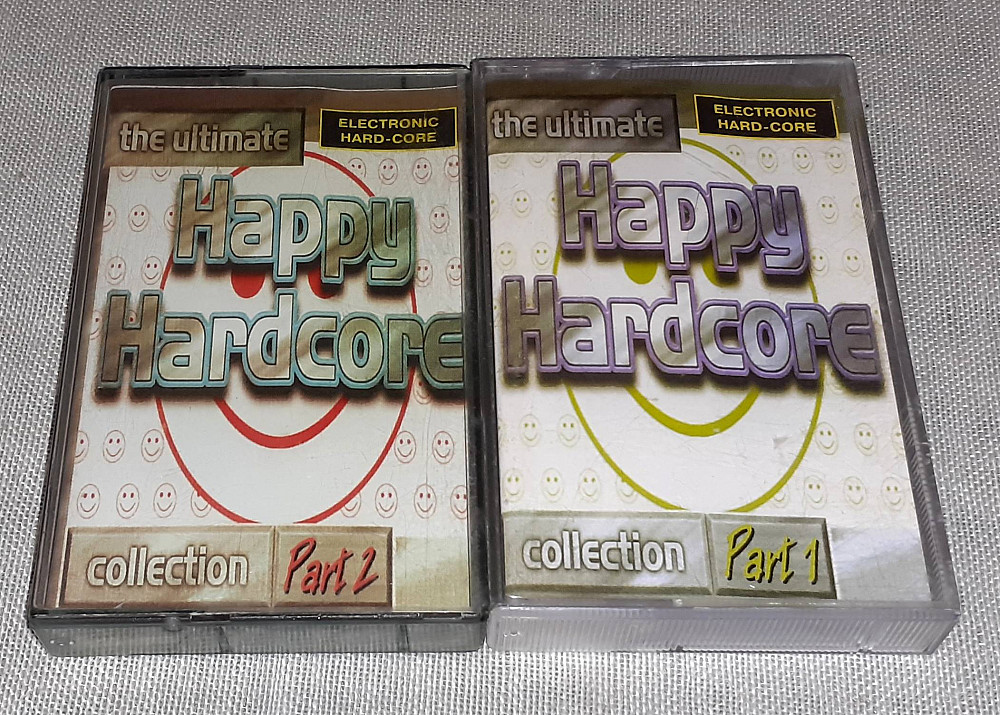 the ultimate
ELECTRONIC
HARD-CORE
Happy
Hardcore
collection
Part 2
the ultimate
ELECTRONIC
HARD-CORE
Happy
Hardcore
collection
Part 1